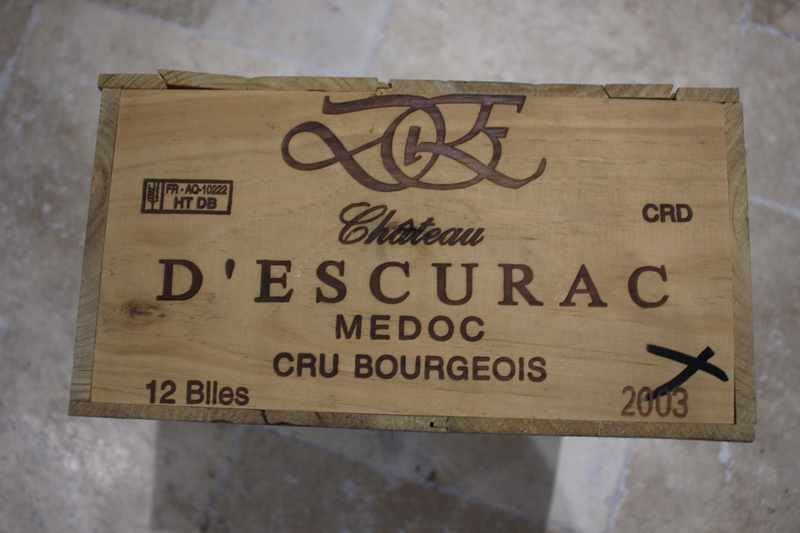 FR - AQ-10222
HT DB
Château
CRD
D'ESCURAC
MEDOC
CRU BOURGEOIS
12 Blles
2003